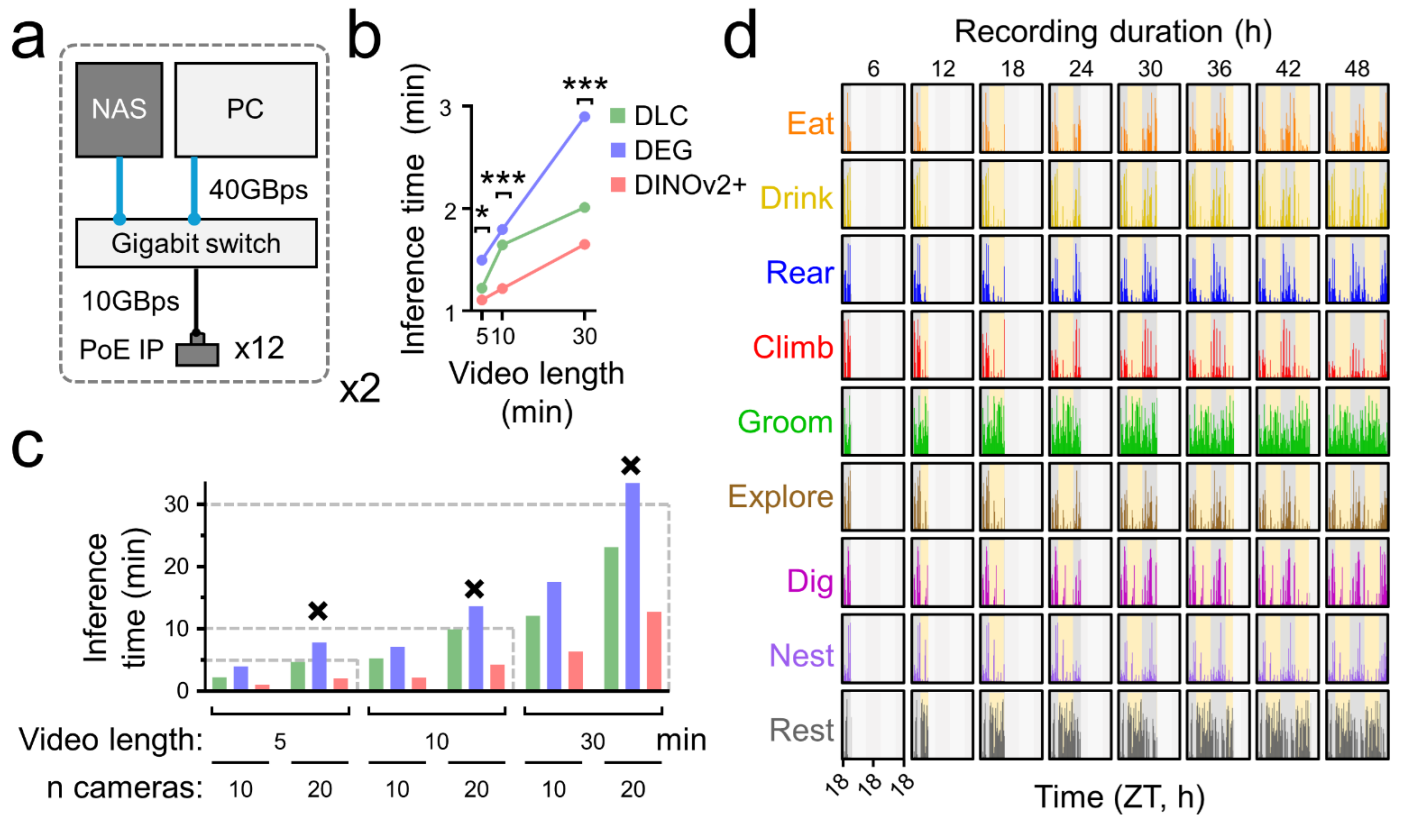 a
NAS
PC
40GBps
Gigabit switch
10GBps
PoE IP
x12
x2
b
Inference time (min)
3
2
1
*
***
***
DLC
DEG
DINOv2+
5
10
30
Video length
(min)
c
Inference
time (min)
30
20
10
0
Video length:
5
10
30
min
n cameras:
10
20
10
20
10
20
d
Recording duration (h)
6
12
18
24
30
36
42
48
Eat
Drink
Rear
Climb
Groom
Explore
Dig
Nest
Rest
18
18
18
Time (ZT, h)